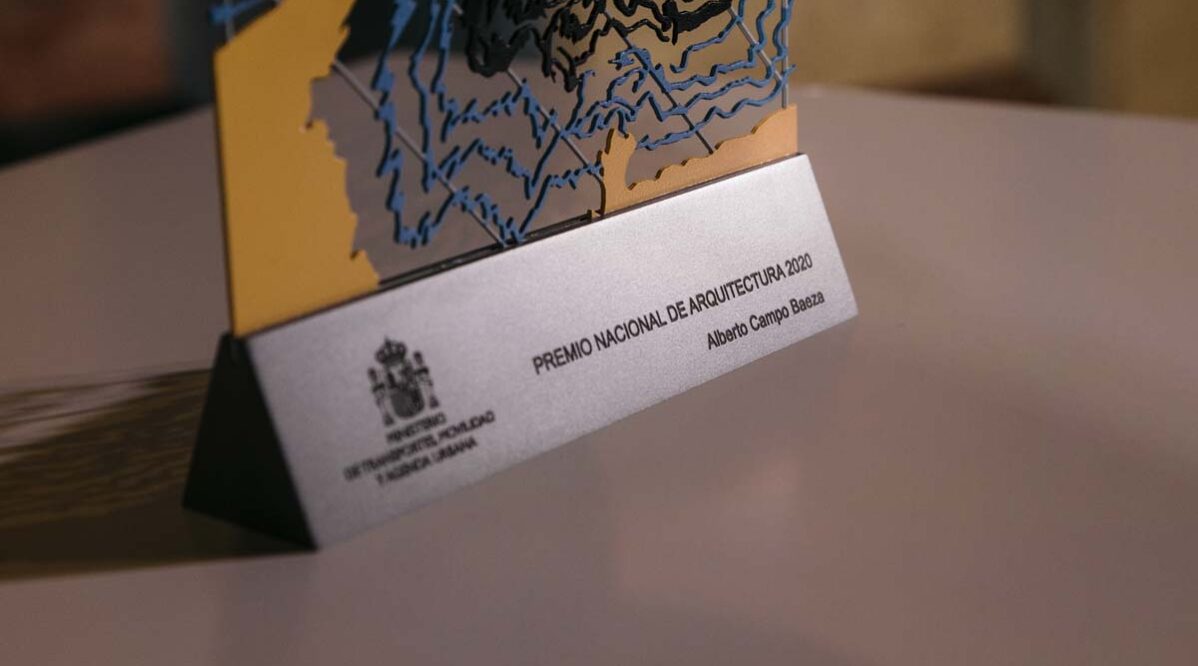 PREMIO NACIONAL DE ARQUITECTURA 2020
Alberto Campo Baeza
MINISTERIO
DE TRANSPORTES, MOVILIDAD
Y AGENDA URBANA